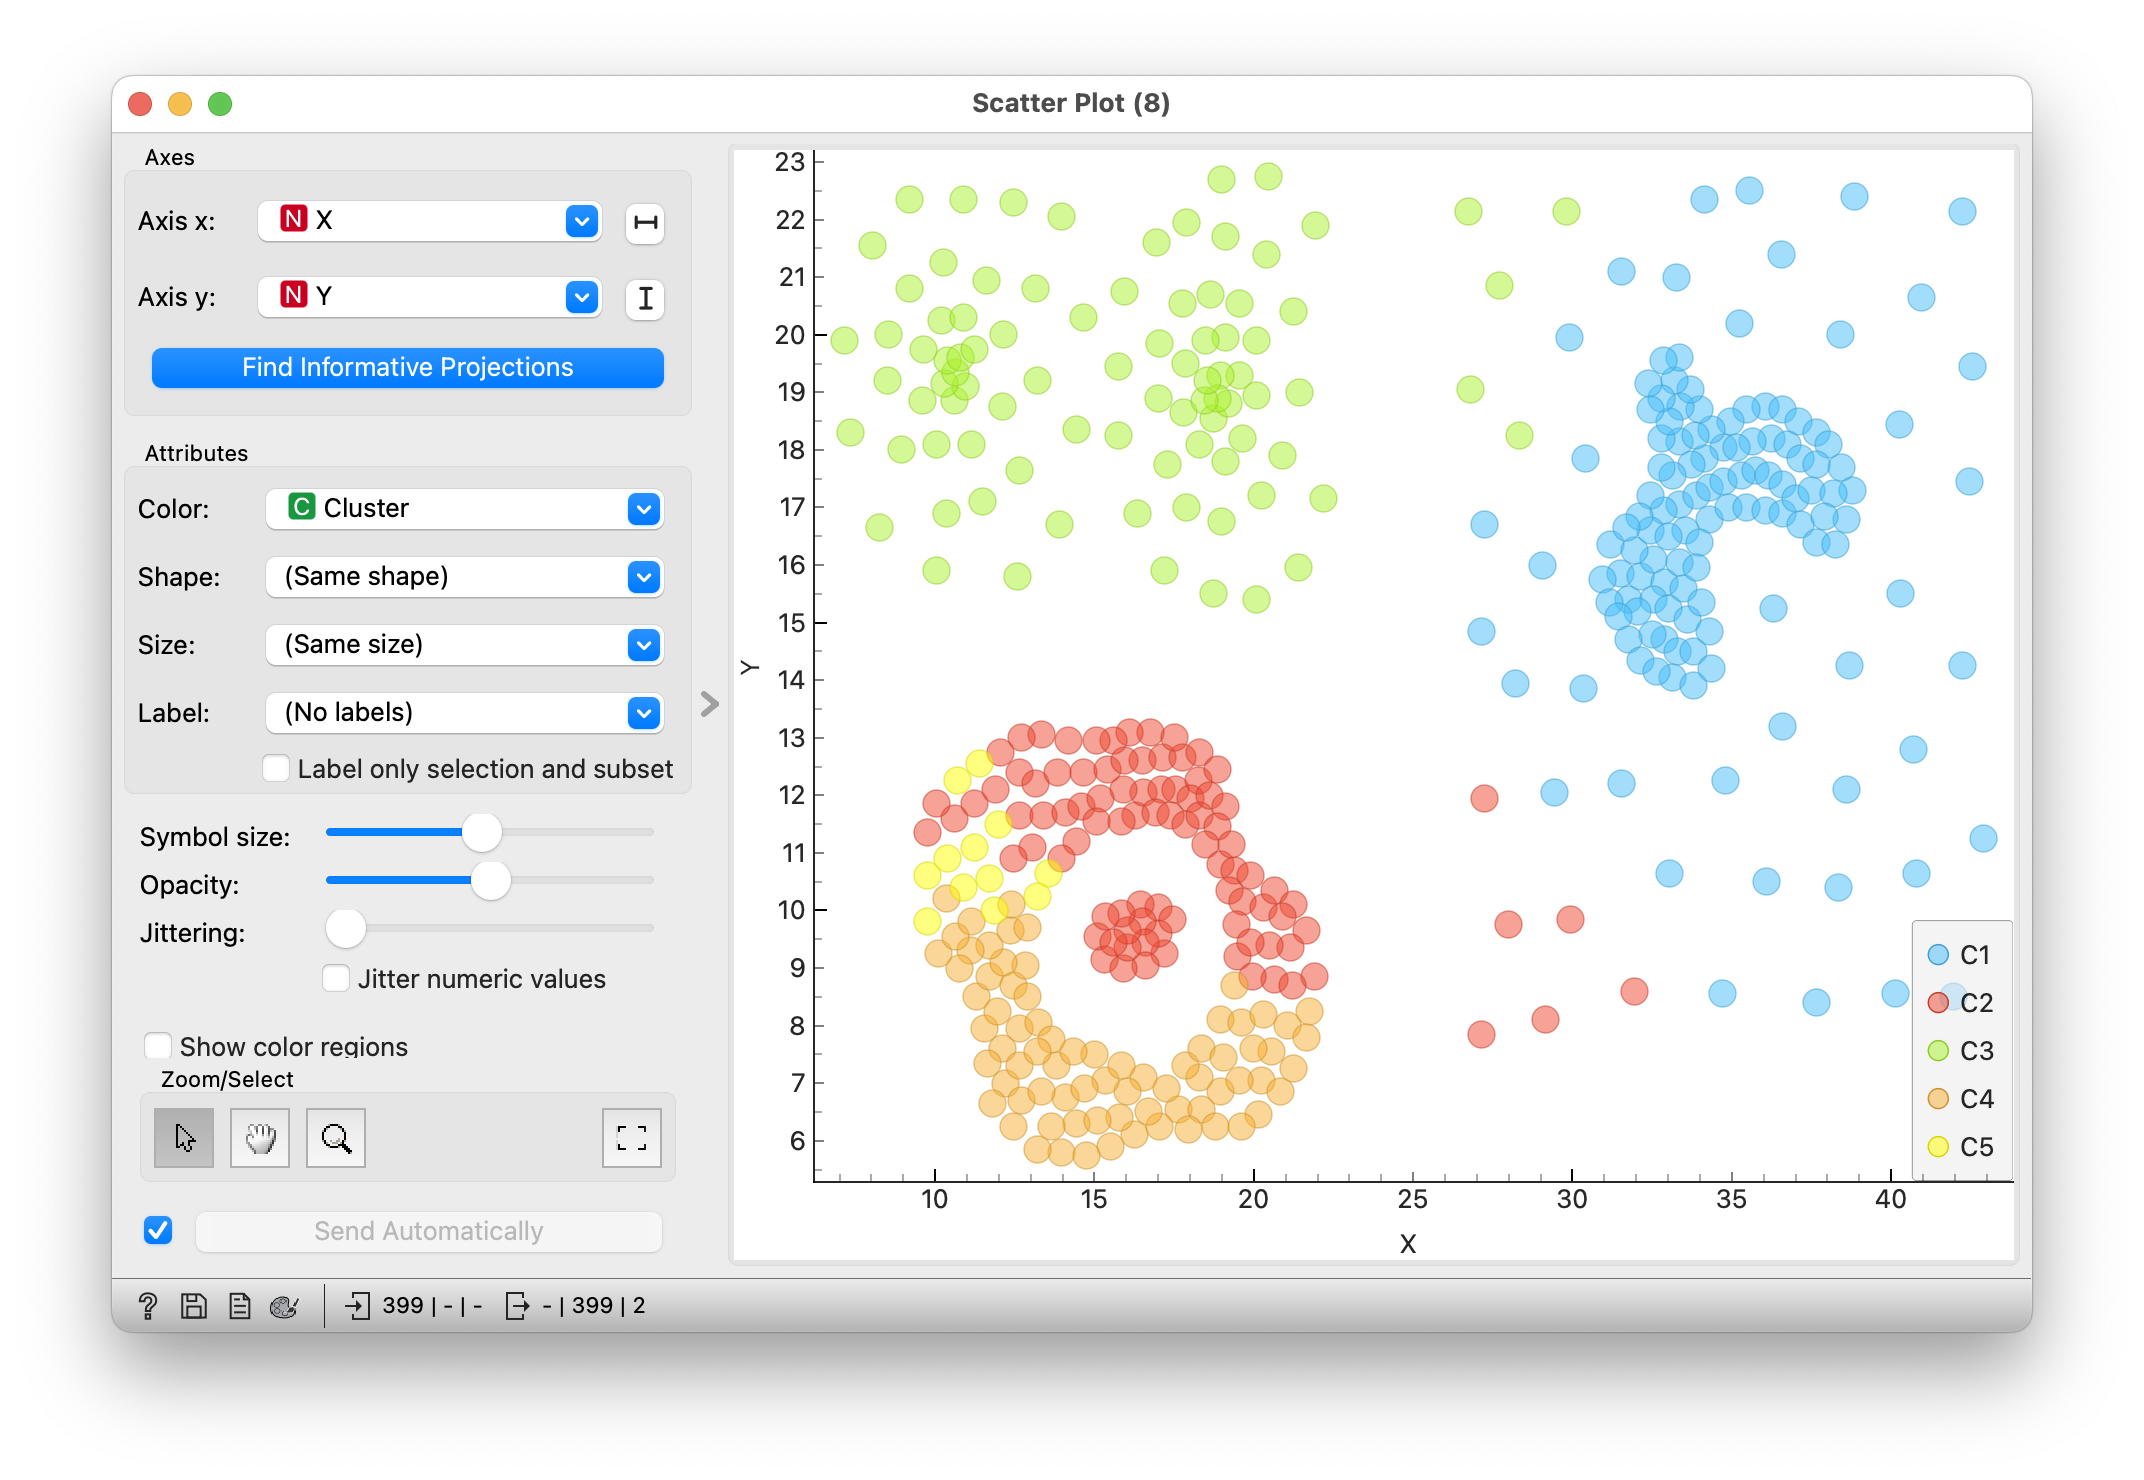 Scatter Plot (8)
Axes
Axis x:
N X
Axis y:
N Y
Find Informative Projections
Attributes
Color:
C Cluster
Shape:
(Same shape)
Size:
(Same size)
Label:
(No labels)
Label only selection and subset
Symbol size:
Opacity:
Jittering:
Jitter numeric values
Show color regions
Zoom/Select
Send Automatically
? 399 | - | - - | 399 | 2
23
22
21
20
19
18
17
16
15
14
13
12
11
10
9
8
7
6
Y
10 15 20 25 30 35 40
X
C1
C2
C3
C4
C5